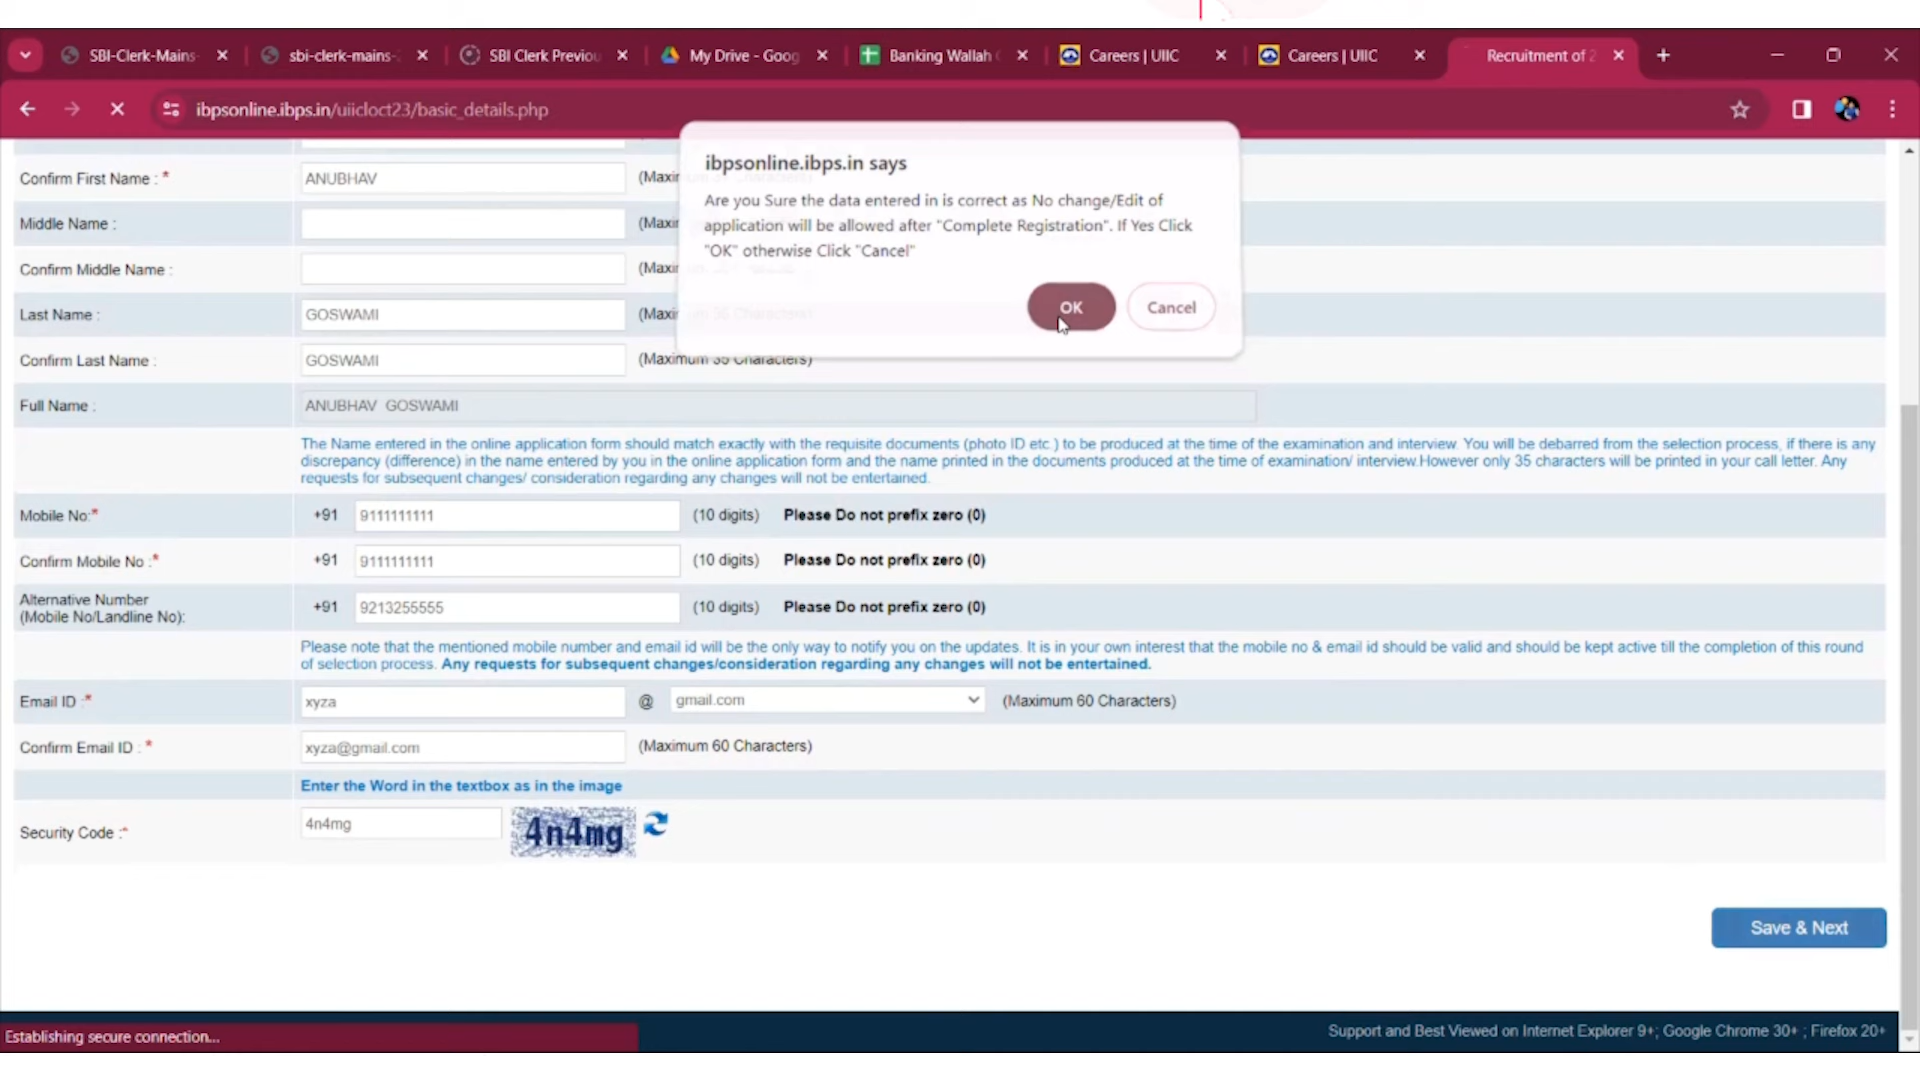 SBI-Clerk-Mains-
sbi-clerk-mains-
SBI Clerk Previou
My Drive - Goog
Banking Wallah
Careers | UIIC
Careers | UIIC
Recruitment of 2
ibpsonline.ibps.in/uiicloct23/basic_details.php
ibpsonline.ibps.in says
Are you Sure the data entered in is correct as No change/Edit of
application will be allowed after "Complete Registration". If Yes Click
"OK" otherwise Click "Cancel"
OK
Cancel
Confirm First Name : *
ANUBHAV
(Maxi
Middle Name :
(Maxi
Confirm Middle Name :
(Maxi
Last Name :
GOSWAMI
(Maxi
Confirm Last Name :
GOSWAMI
(Maximum 35 Characters)
Full Name :
ANUBHAV GOSWAMI
The Name entered in the online application form should match exactly with the requisite documents (photo ID etc.) to be produced at the time of the examination and interview. You will be debarred from the selection process, if there is any
discrepancy (difference) in the name entered by you in the online application form and the name printed in the documents produced at the time of examination/ interview.However only 35 characters will be printed in your call letter. Any
requests for subsequent changes/ consideration regarding any changes will not be entertained.
Mobile No:*
+91
9111111111
(10 digits)
Please Do not prefix zero (0)
Confirm Mobile No :*
+91
9111111111
(10 digits)
Please Do not prefix zero (0)
Alternative Number
(Mobile No/Landline No):
+91
9213255555
(10 digits)
Please Do not prefix zero (0)
Please note that the mentioned mobile number and email id will be the only way to notify you on the updates. It is in your own interest that the mobile no & email id should be valid and should be kept active till the completion of this round
of selection process. Any requests for subsequent changes/consideration regarding any changes will not be entertained.
Email ID :*
xyza
@
gmail.com
(Maximum 60 Characters)
Confirm Email ID : *
xyza@gmail.com
(Maximum 60 Characters)
Enter the Word in the textbox as in the image
Security Code :*
4n4mg
4n4mg
Save & Next
Establishing secure connection...
Support and Best Viewed on Internet Explorer 9+; Google Chrome 30+ ; Firefox 20+